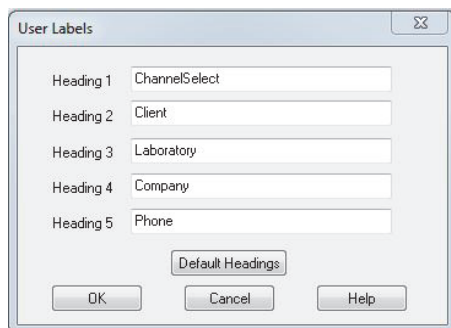 User Labels
Heading 1 ChannelSelect
Heading 2 Client
Heading 3 Laboratory
Heading 4 Company
Heading 5 Phone
Default Headings
OK Cancel Help